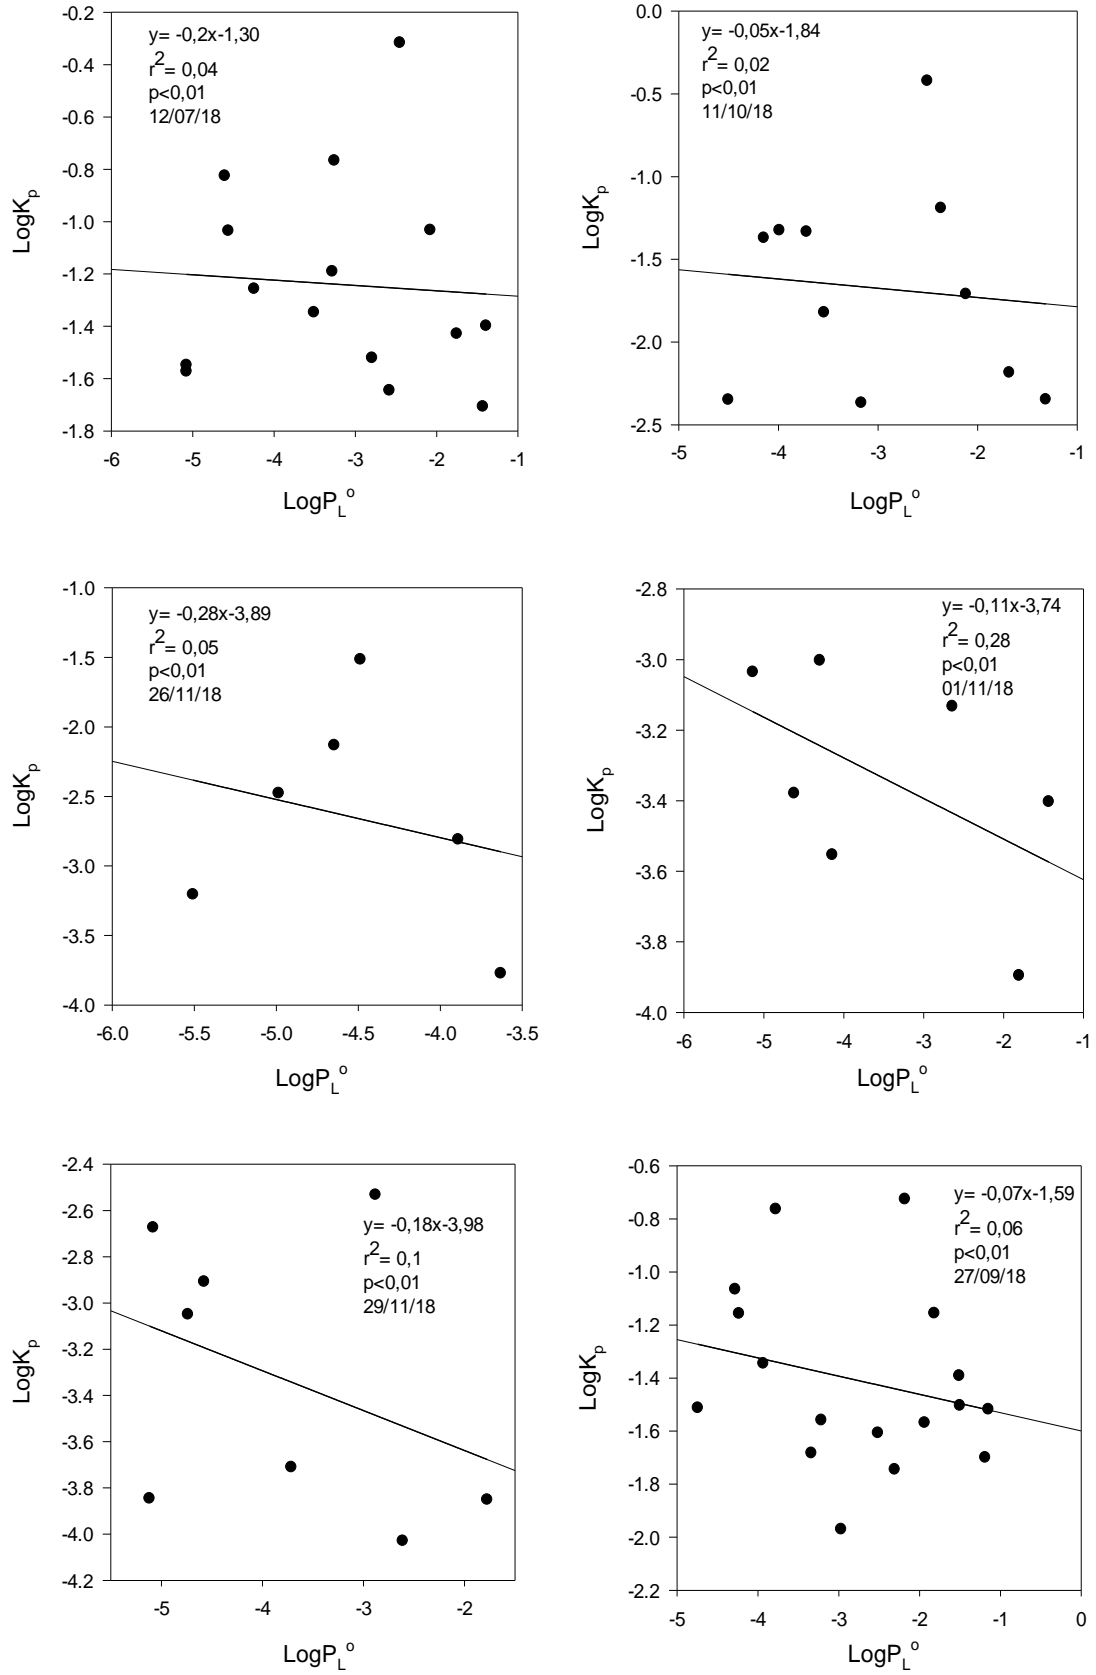 y= -0,2x-1,30
r2= 0,04
p<0,01
12/07/18
-0.2
-0.4
-0.6
-0.8
-1.0
-1.2
-1.4
-1.6
-1.8
LogKp
-6 -5 -4 -3 -2 -1
LogPLo
y= -0,05x-1,84
r2= 0,02
p<0,01
11/10/18
0.0
-0.5
-1.0
-1.5
-2.0
-2.5
LogKp
-5 -4 -3 -2 -1
LogPLo
y= -0,28x-3,89
r2= 0,05
p<0,01
26/11/18
-1.0
-1.5
-2.0
-2.5
-3.0
-3.5
-4.0
LogKp
-6.0 -5.5 -5.0 -4.5 -4.0 -3.5
LogPLo
y= -0,11x-3,74
r2= 0,28
p<0,01
01/11/18
-2.8
-3.0
-3.2
-3.4
-3.6
-3.8
-4.0
LogKp
-6 -5 -4 -3 -2 -1
LogPLo
y= -0,18x-3,98
r2= 0,1
p<0,01
29/11/18
-2.4
-2.6
-2.8
-3.0
-3.2
-3.4
-3.6
-3.8
-4.0
-4.2
LogKp
-5 -4 -3 -2
LogPLo
y= -0,07x-1,59
r2= 0,06
p<0,01
27/09/18
-0.6
-0.8
-1.0
-1.2
-1.4
-1.6
-1.8
-2.0
-2.2
LogKp
-5 -4 -3 -2 -1 0
LogPLo